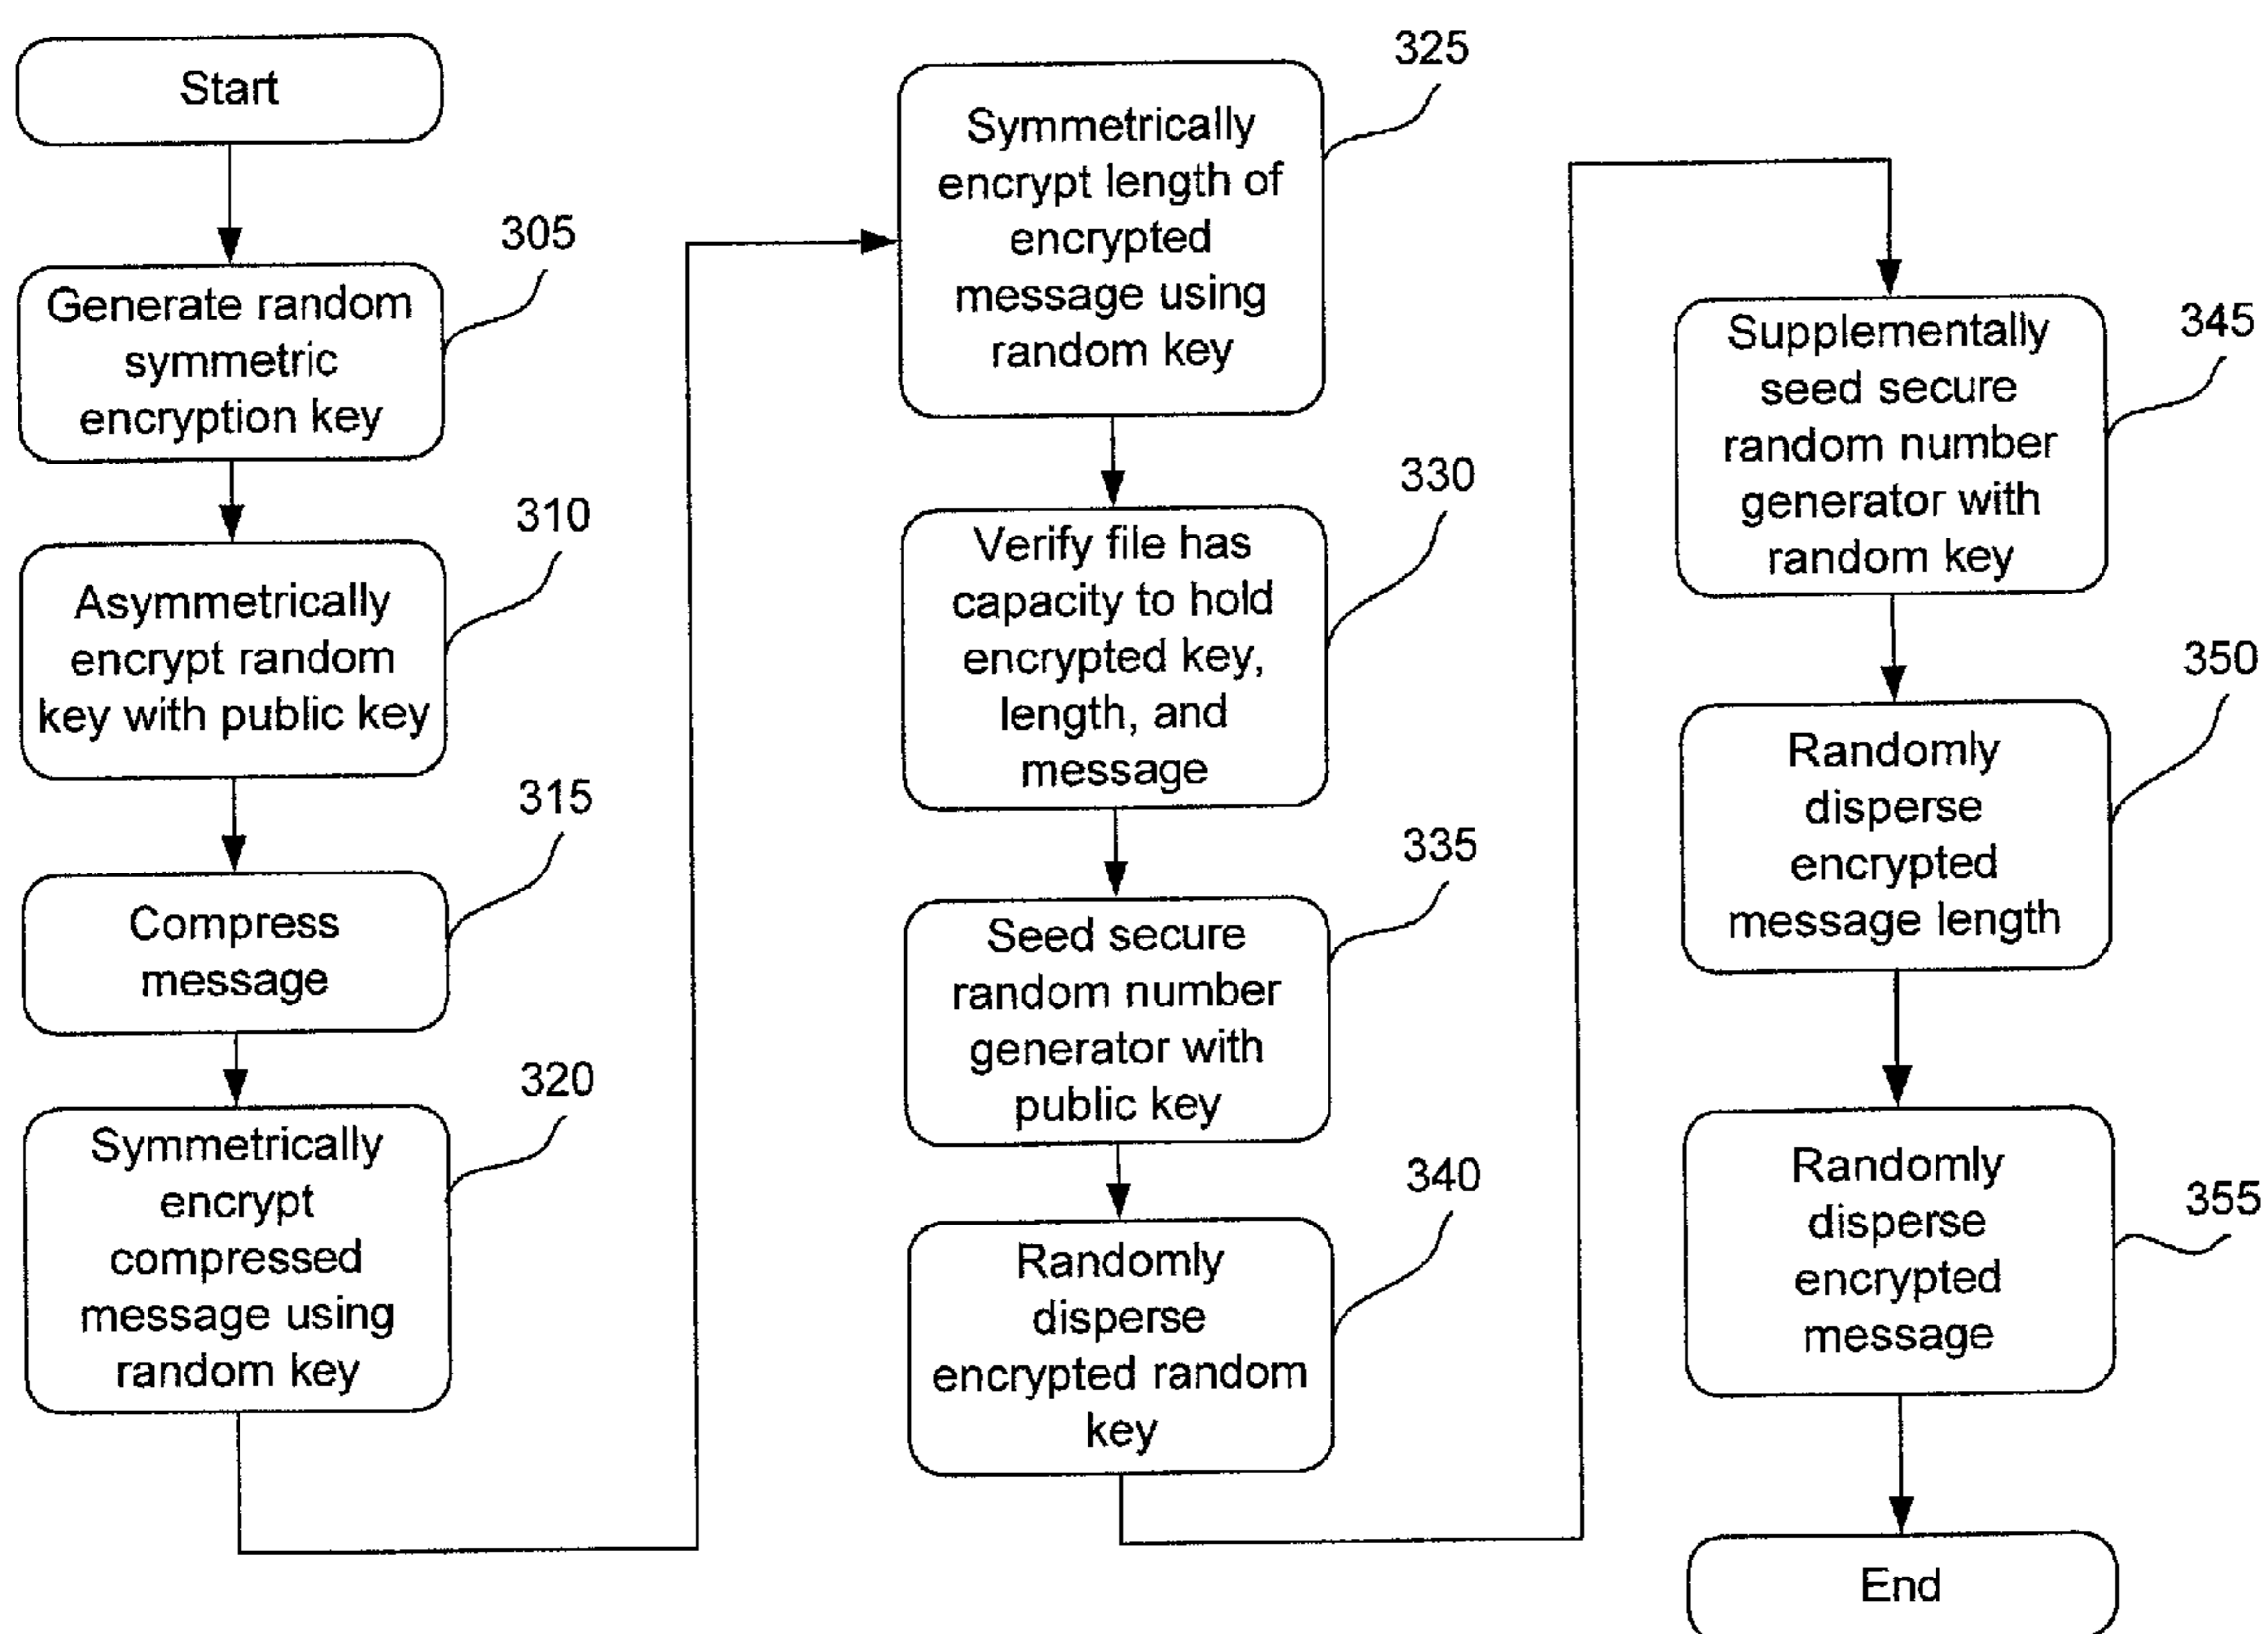 Start
305
Generate random
symmetric
encryption key
310
Asymmetrically
encrypt random
key with public key
315
Compress
message
320
Symmetrically
encrypt
compressed
message using
random key
325
Symmetrically
encrypt length of
encrypted
message using
random key
330
Verify file has
capacity to hold
encrypted key,
length, and
message
335
Seed secure
random number
generator with
public key
340
Randomly
disperse
encrypted random
key
345
Supplementally
seed secure
random number
generator with
random key
350
Randomly
disperse
encrypted
message length
355
Randomly
disperse
encrypted
message
End